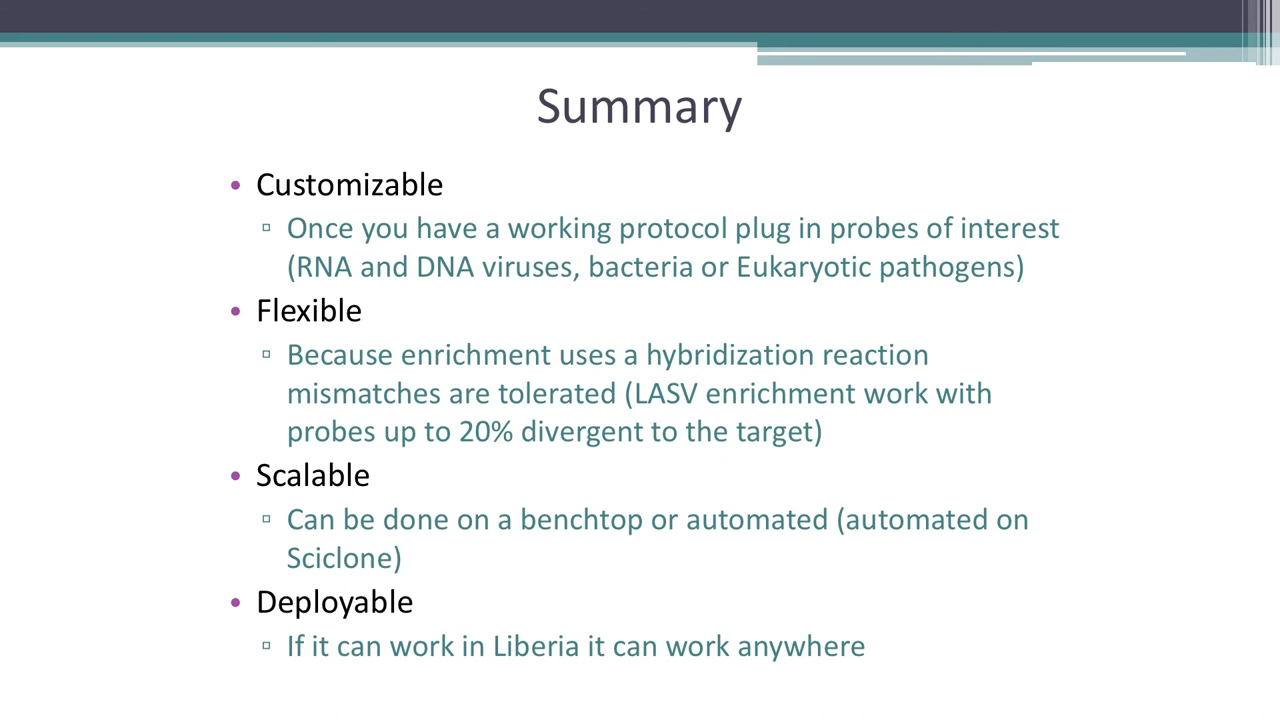 Summary
• Customizable
▫ Once you have a working protocol plug in probes of interest
(RNA and DNA viruses, bacteria or Eukaryotic pathogens)
• Flexible
▫ Because enrichment uses a hybridization reaction
mismatches are tolerated (LASV enrichment work with
probes up to 20% divergent to the target)
• Scalable
▫ Can be done on a benchtop or automated (automated on
Sciclone)
• Deployable
▫ If it can work in Liberia it can work anywhere